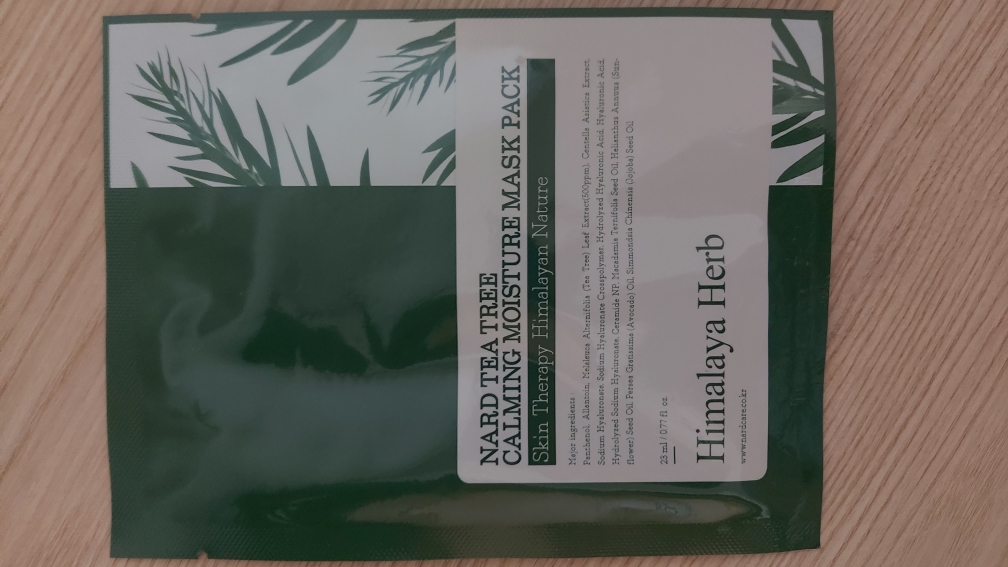 NARD TEA TREE
CALMING MOISTURE MASK PACK
Skin Therapy Himalayan Nature
Major ingredients
Panthenol, Allantoin, Melaleuca Alternifolia (Tea Tree) Leaf Extract(500ppm), Centella Asiatica Extract,
Sodium Hyaluronate, Sodium Hyaluronate Crosspolymer, Hydrolyzed Hyaluronic Acid, Hyaluronic Acid,
Hydrolyzed Sodium Hyaluronate, Ceramide NP, Macadamia Ternifolia Seed Oil, Helianthus Annuus (Sun-
flower) Seed Oil, Persea Gratissima (Avocado) Oil, Simmondsia Chinensis (Jojoba) Seed Oil
23 ml / 0.77 fl. oz.
Himalaya Herb
www.nardcare.co.kr